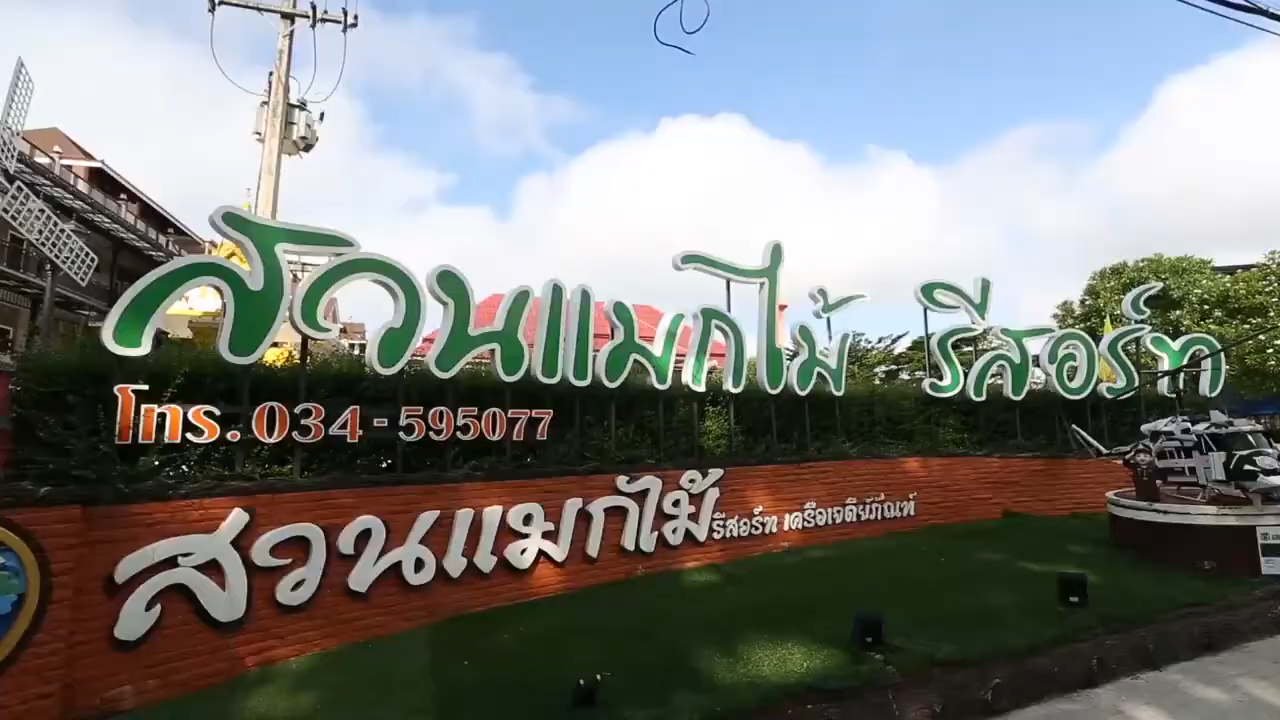 สวนแมกไม้ รีสอร์ท
โทร. 034-595077
สวนแมกไม้ รีสอร์ท เครือเจดีย์ภัณฑ์